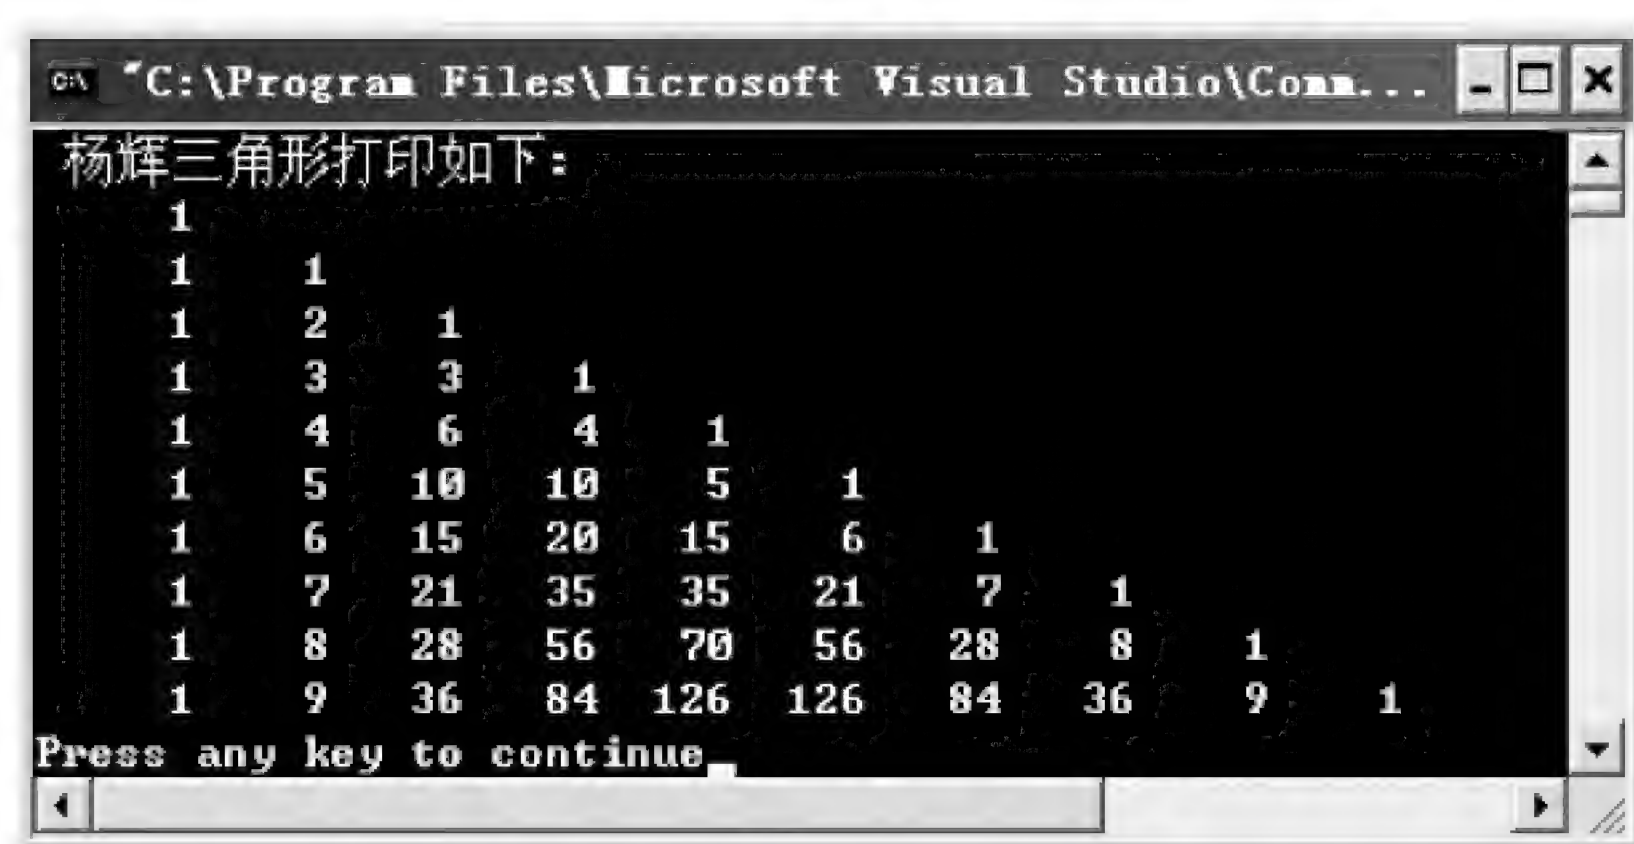 "C:\Program Files\Microsoft Visual Studio\Comm...
杨辉三角形打印如下:
1
1 1
1 2 1
1 3 3 1
1 4 6 4 1
1 5 10 10 5 1
1 6 15 20 15 6 1
1 7 21 35 35 21 7 1
1 8 28 56 70 56 28 8 1
1 9 36 84 126 126 84 36 9 1
Press any key to continue_